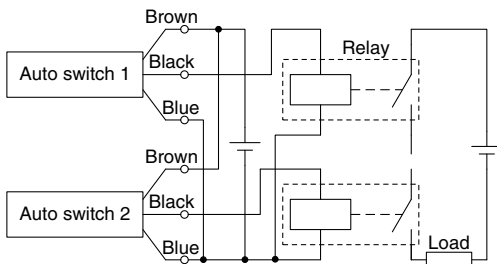 Brown
Relay
Auto switch 1
Black
Blue
Brown
Auto switch 2
Black
Blue
Load